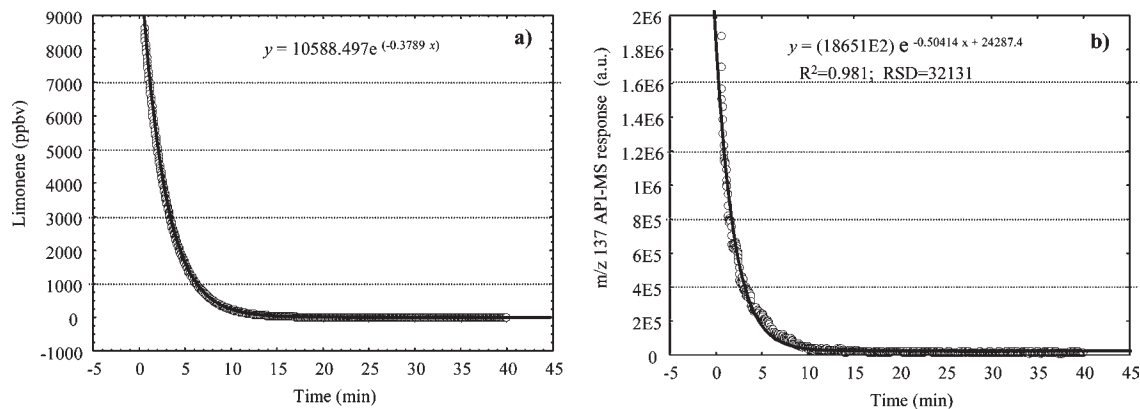 a)
y = 10588.497e (-0.3789 x)
Limonene (ppbv)
9000
8000
7000
6000
5000
4000
3000
2000
1000
0
-1000
-5 0 5 10 15 20 25 30 35 40 45
Time (min)
b)
y = (18651E2) e -0.50414 x + 24287.4
R²=0.981; RSD=32131
m/z 137 API-MS response (a.u.)
2E6
1.8E6
1.6E6
1.4E6
1.2E6
1E6
8E5
6E5
4E5
2E5
0
-5 0 5 10 15 20 25 30 35 40 45
Time (min)